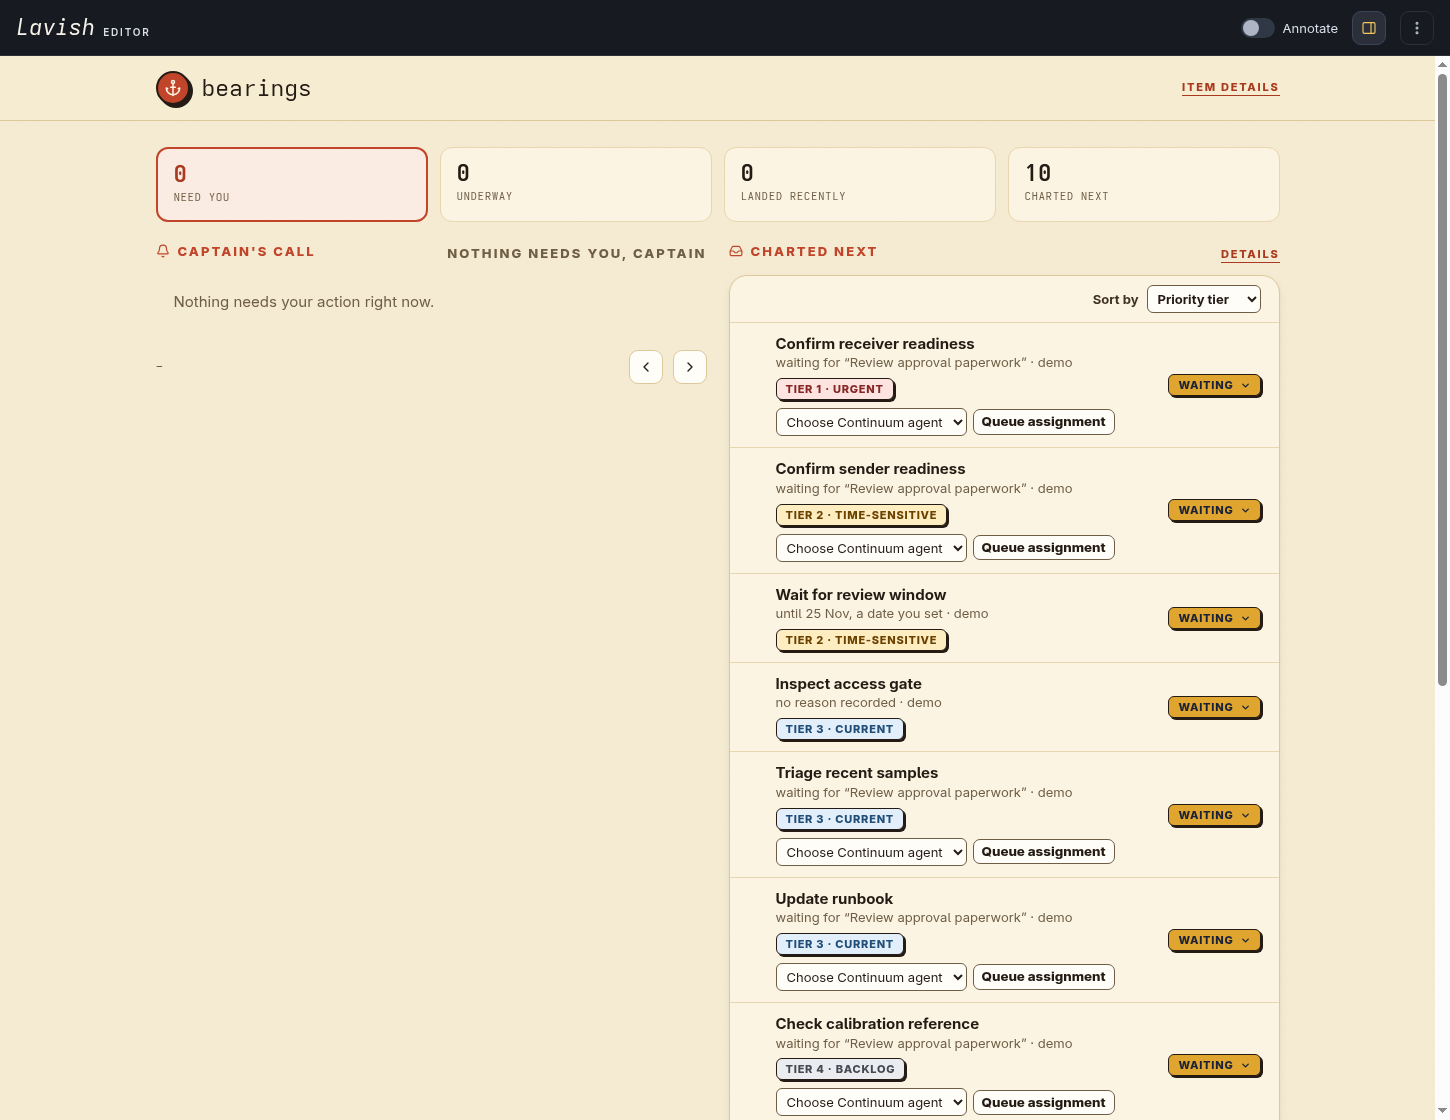 Lavish EDITOR
Annotate
bearings
ITEM DETAILS
0
NEED YOU
0
UNDERWAY
0
LANDED RECENTLY
10
CHARTED NEXT
CAPTAIN'S CALL
NOTHING NEEDS YOU, CAPTAIN
Nothing needs your action right now.
–
CHARTED NEXT
DETAILS
Sort by Priority tier
Confirm receiver readiness
waiting for “Review approval paperwork” · demo
TIER 1 · URGENT
WAITING
Choose Continuum agent Queue assignment
Confirm sender readiness
waiting for “Review approval paperwork” · demo
TIER 2 · TIME-SENSITIVE
WAITING
Choose Continuum agent Queue assignment
Wait for review window
until 25 Nov, a date you set · demo
TIER 2 · TIME-SENSITIVE
WAITING
Inspect access gate
no reason recorded · demo
TIER 3 · CURRENT
WAITING
Triage recent samples
waiting for “Review approval paperwork” · demo
TIER 3 · CURRENT
WAITING
Choose Continuum agent Queue assignment
Update runbook
waiting for “Review approval paperwork” · demo
TIER 3 · CURRENT
WAITING
Choose Continuum agent Queue assignment
Check calibration reference
waiting for “Review approval paperwork” · demo
TIER 4 · BACKLOG
WAITING
Choose Continuum agent Queue assignment